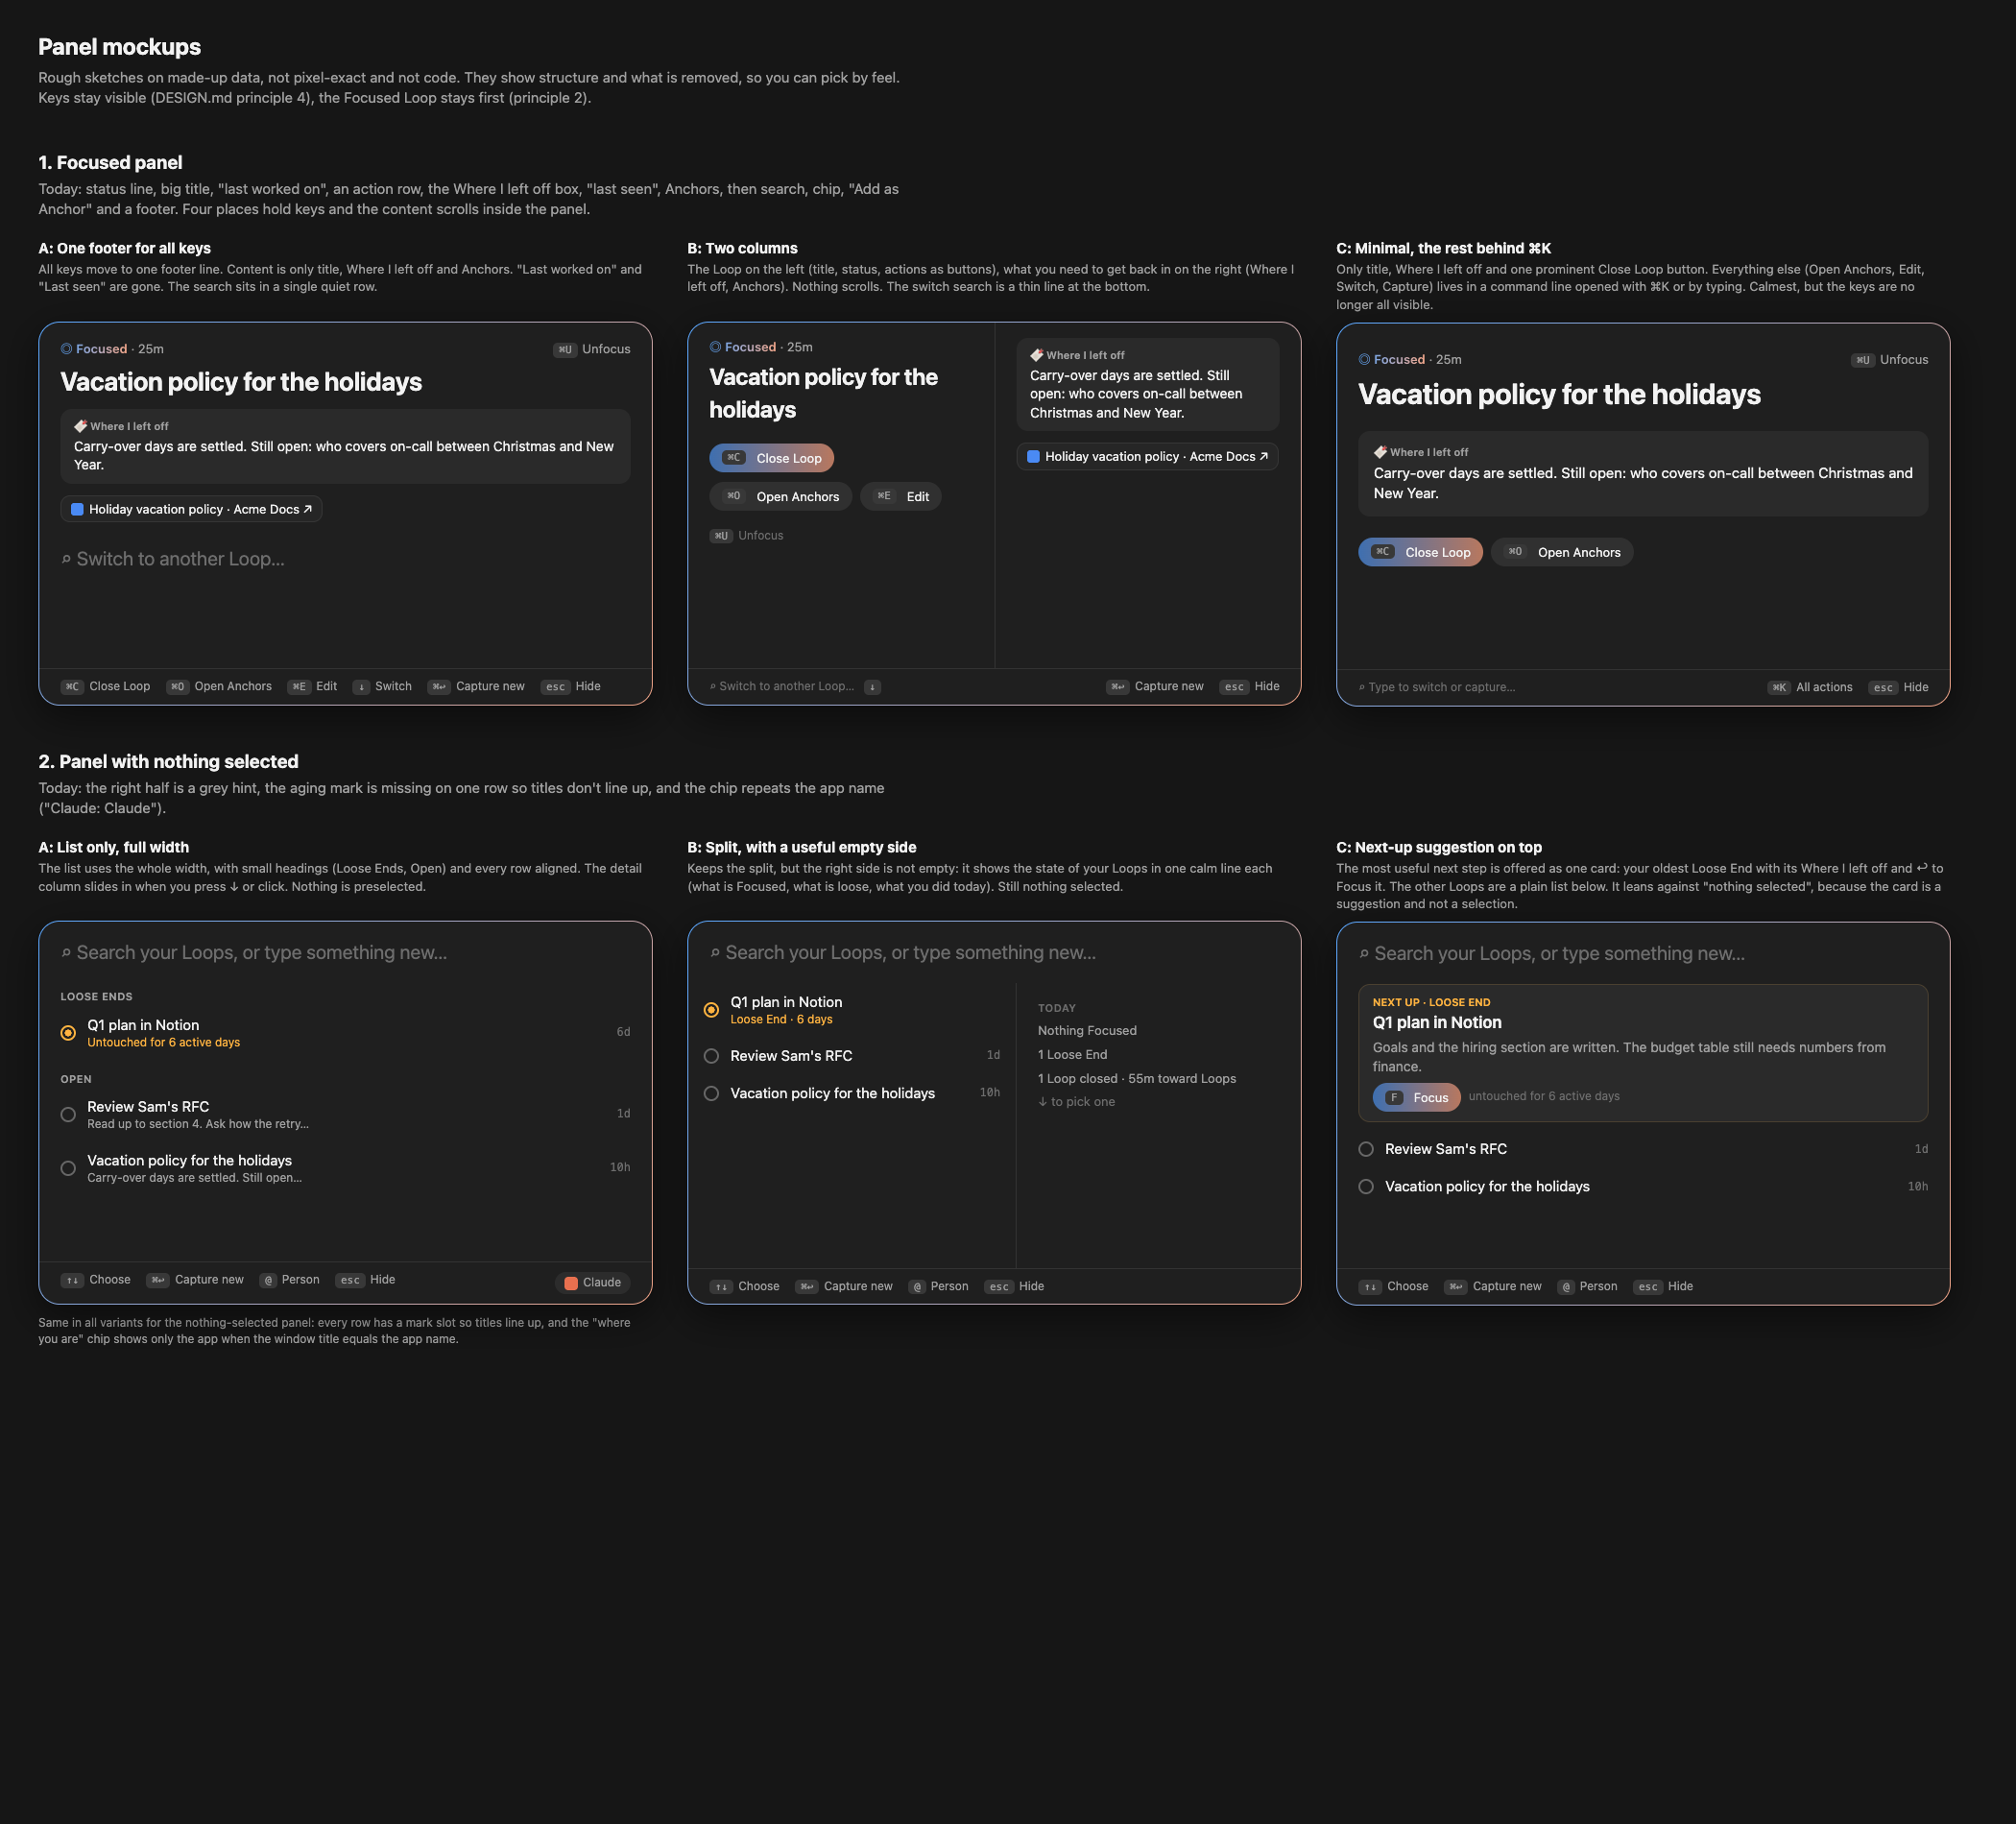 Panel mockups
Rough sketches on made-up data, not pixel-exact and not code. They show structure and what is removed, so you can pick by feel.
Keys stay visible (DESIGN.md principle 4), the Focused Loop stays first (principle 2).
1. Focused panel
Today: status line, big title, "last worked on", an action row, the Where I left off box, "last seen", Anchors, then search, chip, "Add as
Anchor" and a footer. Four places hold keys and the content scrolls inside the panel.
A: One footer for all keys
All keys move to one footer line. Content is only title, Where I left off and Anchors. "Last worked on" and
"Last seen" are gone. The search sits in a single quiet row.
Focused · 25m
⌘U Unfocus
Vacation policy for the holidays
Where I left off
Carry-over days are settled. Still open: who covers on-call between Christmas and New
Year.
Holiday vacation policy · Acme Docs ↗
⌕ Switch to another Loop...
⌘C Close Loop ⌘O Open Anchors ⌘E Edit ↓ Switch ⌘↩ Capture new esc Hide
B: Two columns
The Loop on the left (title, status, actions as buttons), what you need to get back in on the right (Where I
left off, Anchors). Nothing scrolls. The switch search is a thin line at the bottom.
Focused · 25m
Vacation policy for the
holidays
⌘C Close Loop
⌘O Open Anchors ⌘E Edit
⌘U Unfocus
Where I left off
Carry-over days are settled. Still
open: who covers on-call between
Christmas and New Year.
Holiday vacation policy · Acme Docs ↗
⌕ Switch to another Loop... ↓
⌘↩ Capture new esc Hide
C: Minimal, the rest behind ⌘K
Only title, Where I left off and one prominent Close Loop button. Everything else (Open Anchors, Edit,
Switch, Capture) lives in a command line opened with ⌘K or by typing. Calmest, but the keys are no
longer all visible.
Focused · 25m
⌘U Unfocus
Vacation policy for the holidays
Where I left off
Carry-over days are settled. Still open: who covers on-call between Christmas and
New Year.
⌘C Close Loop ⌘O Open Anchors
⌕ Type to switch or capture...
⌘K All actions esc Hide
2. Panel with nothing selected
Today: the right half is a grey hint, the aging mark is missing on one row so titles don't line up, and the chip repeats the app name
("Claude: Claude").
A: List only, full width
The list uses the whole width, with small headings (Loose Ends, Open) and every row aligned. The detail
column slides in when you press ↓ or click. Nothing is preselected.
⌕ Search your Loops, or type something new...
LOOSE ENDS
Q1 plan in Notion
Untouched for 6 active days
6d
OPEN
Review Sam's RFC
Read up to section 4. Ask how the retry...
1d
Vacation policy for the holidays
Carry-over days are settled. Still open...
10h
↑↓ Choose ⌘↩ Capture new @ Person esc Hide
Claude
Same in all variants for the nothing-selected panel: every row has a mark slot so titles line up, and the "where
you are" chip shows only the app when the window title equals the app name.
B: Split, with a useful empty side
Keeps the split, but the right side is not empty: it shows the state of your Loops in one calm line each
(what is Focused, what is loose, what you did today). Still nothing selected.
⌕ Search your Loops, or type something new...
Q1 plan in Notion
Loose End · 6 days
Review Sam's RFC 1d
Vacation policy for the holidays 10h
TODAY
Nothing Focused
1 Loose End
1 Loop closed · 55m toward Loops
↓ to pick one
↑↓ Choose ⌘↩ Capture new @ Person esc Hide
C: Next-up suggestion on top
The most useful next step is offered as one card: your oldest Loose End with its Where I left off and ↩ to
Focus it. The other Loops are a plain list below. It leans against "nothing selected", because the card is a
suggestion and not a selection.
⌕ Search your Loops, or type something new...
NEXT UP · LOOSE END
Q1 plan in Notion
Goals and the hiring section are written. The budget table still needs numbers from
finance.
F Focus untouched for 6 active days
Review Sam's RFC 1d
Vacation policy for the holidays 10h
↑↓ Choose ⌘↩ Capture new @ Person esc Hide